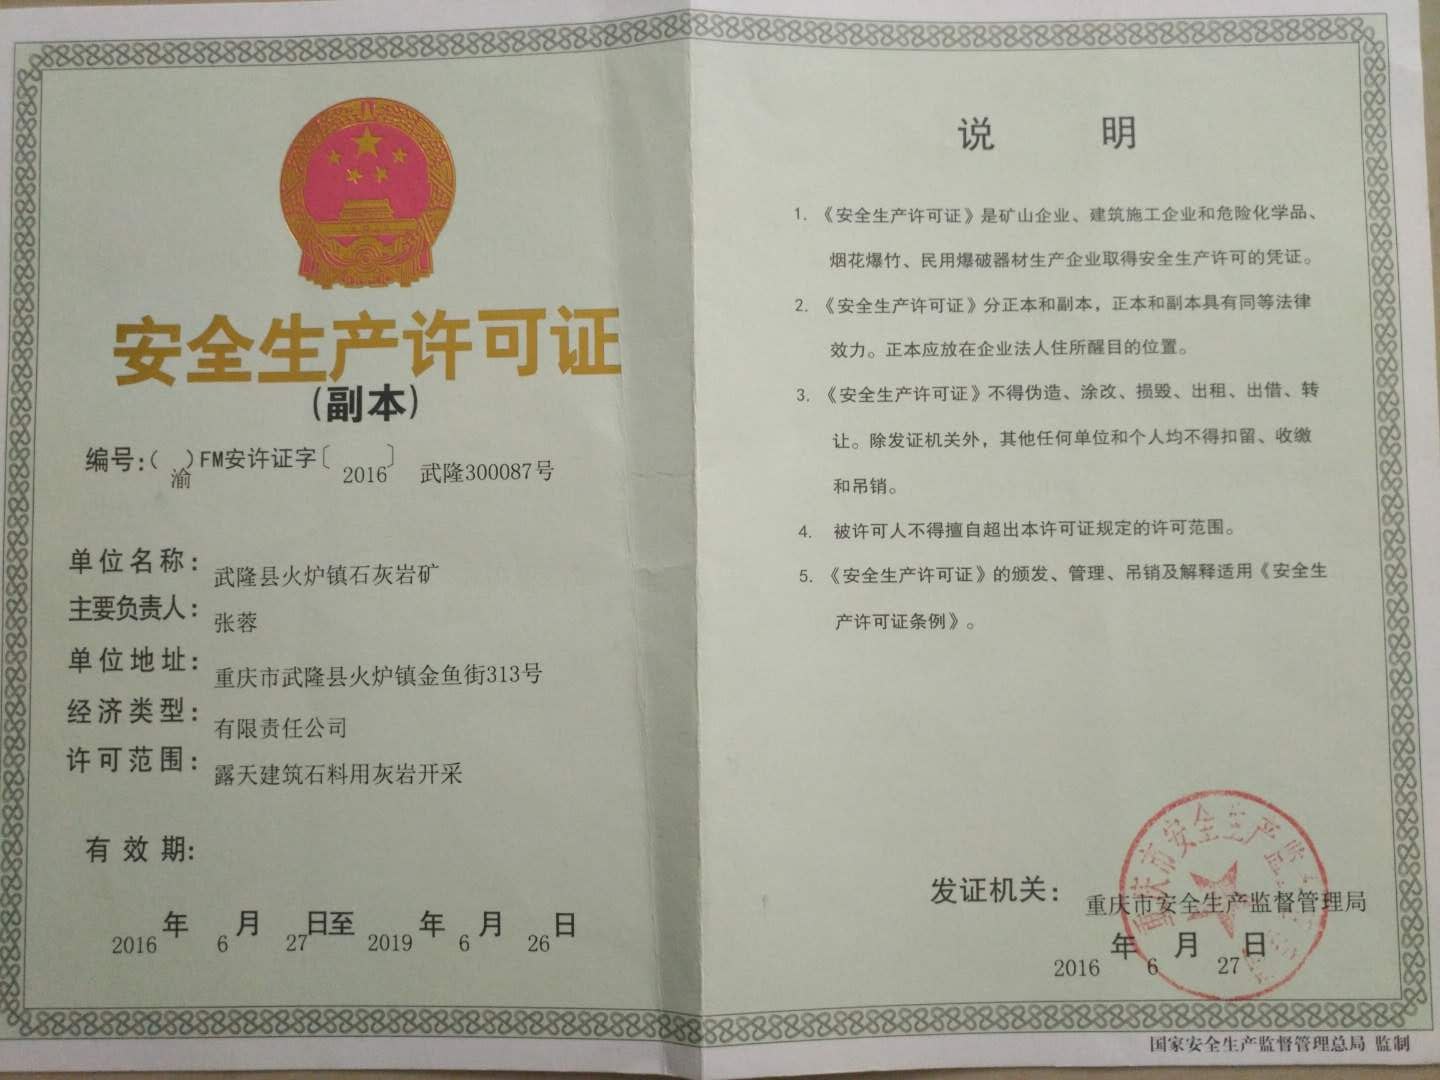 安全生产许可证
（副本）
编号：（渝）FM安许证字〔2016〕武隆300087号
单位名称：武隆县火炉镇石灰岩矿
主要负责人：张蓉
单位地址：重庆市武隆县火炉镇金鱼街313号
经济类型：有限责任公司
许可范围：露天建筑石料用灰岩开采
有效期：
2016年6月27日至2019年6月26日
说明
1. 《安全生产许可证》是矿山企业、建筑施工企业和危险化学品、
烟花爆竹、民用爆破器材生产企业取得安全生产许可的凭证。
2. 《安全生产许可证》分正本和副本，正本和副本具有同等法律
效力。正本应放在企业法人住所醒目的位置。
3. 《安全生产许可证》不得伪造、涂改、损毁、出租、出借、转
让。除发证机关外，其他任何单位和个人均不得扣留、收缴
和吊销。
4. 被许可人不得擅自超出本许可证规定的许可范围。
5. 《安全生产许可证》的颁发、管理、吊销及解释适用《安全生
产许可证条例》。
重庆市安全生产监
发证机关：重庆市安全生产监督管理局
2016年6月27日
国家安全生产监督管理总局 监制